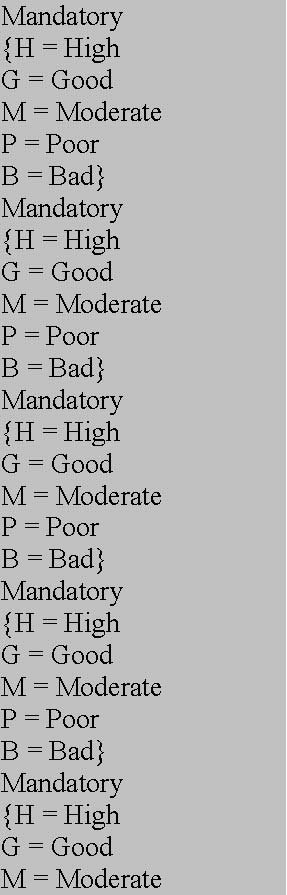 Mandatory
{H = High
G = Good
M = Moderate
P = Poor
B = Bad}
Mandatory
{H = High
G = Good
M = Moderate
P = Poor
B = Bad}
Mandatory
{H = High
G = Good
M = Moderate
P = Poor
B = Bad}
Mandatory
{H = High
G = Good
M = Moderate
P = Poor
B = Bad}
Mandatory
{H = High
G = Good
M = Moderate